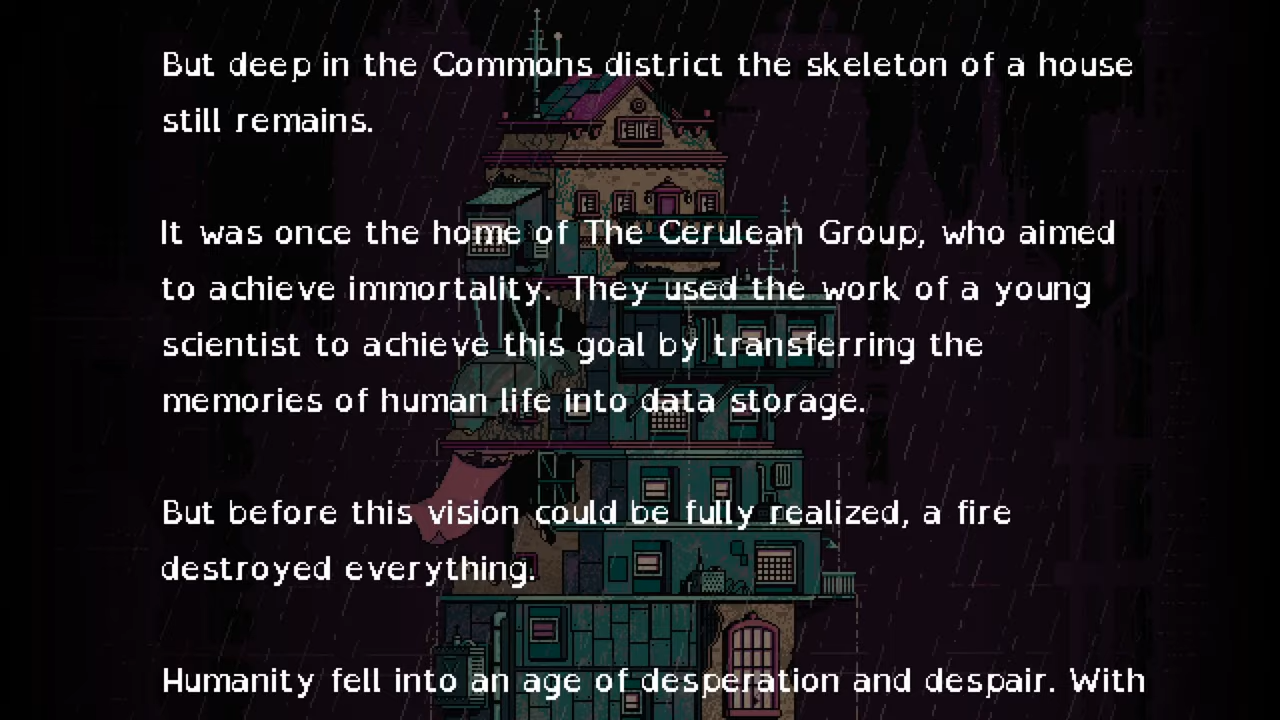 But deep in the Commons district the skeleton of a house
still remains.
It was once the home of The Cerulean Group, who aimed
to achieve immortality. They used the work of a young
scientist to achieve this goal by transferring the
memories of human life into data storage.
But before this vision could be fully realized, a fire
destroyed everything.
Humanity fell into an age of desperation and despair. With